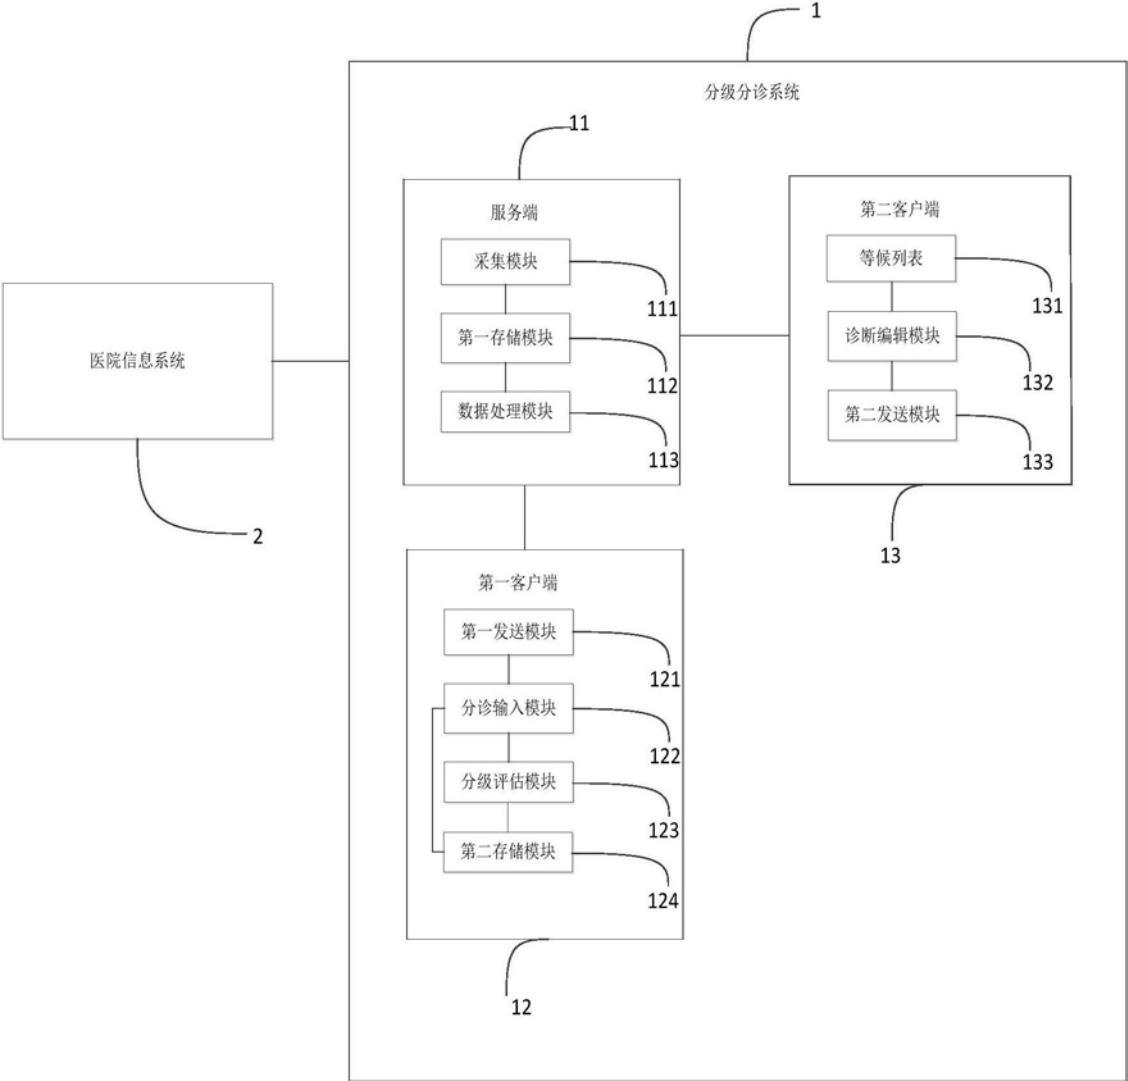 1
分级分诊系统
11
服务端
采集模块
111
第一存储模块
112
数据处理模块
113
第二客户端
等候列表
131
诊断编辑模块
132
第二发送模块
133
13
医院信息系统
2
第一客户端
第一发送模块
121
分诊输入模块
122
分级评估模块
123
第二存储模块
124
12